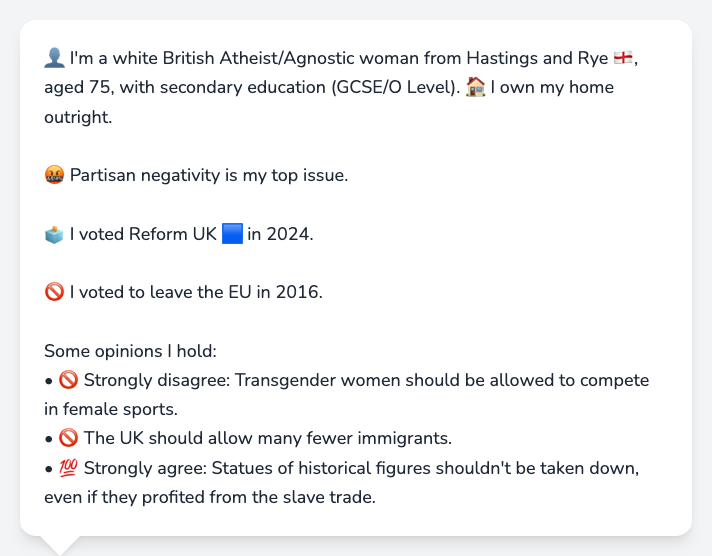 👤 I'm a white British Atheist/Agnostic woman from Hastings and Rye 🏴󠁧󠁢󠁥󠁮󠁧󠁿,
aged 75, with secondary education (GCSE/O Level). 🏠 I own my home
outright.
🤬 Partisan negativity is my top issue.
🗳️ I voted Reform UK 🟦 in 2024.
🚫 I voted to leave the EU in 2016.
Some opinions I hold:
• 🚫 Strongly disagree: Transgender women should be allowed to compete
in female sports.
• 🚫 The UK should allow many fewer immigrants.
• 💯 Strongly agree: Statues of historical figures shouldn't be taken down,
even if they profited from the slave trade.